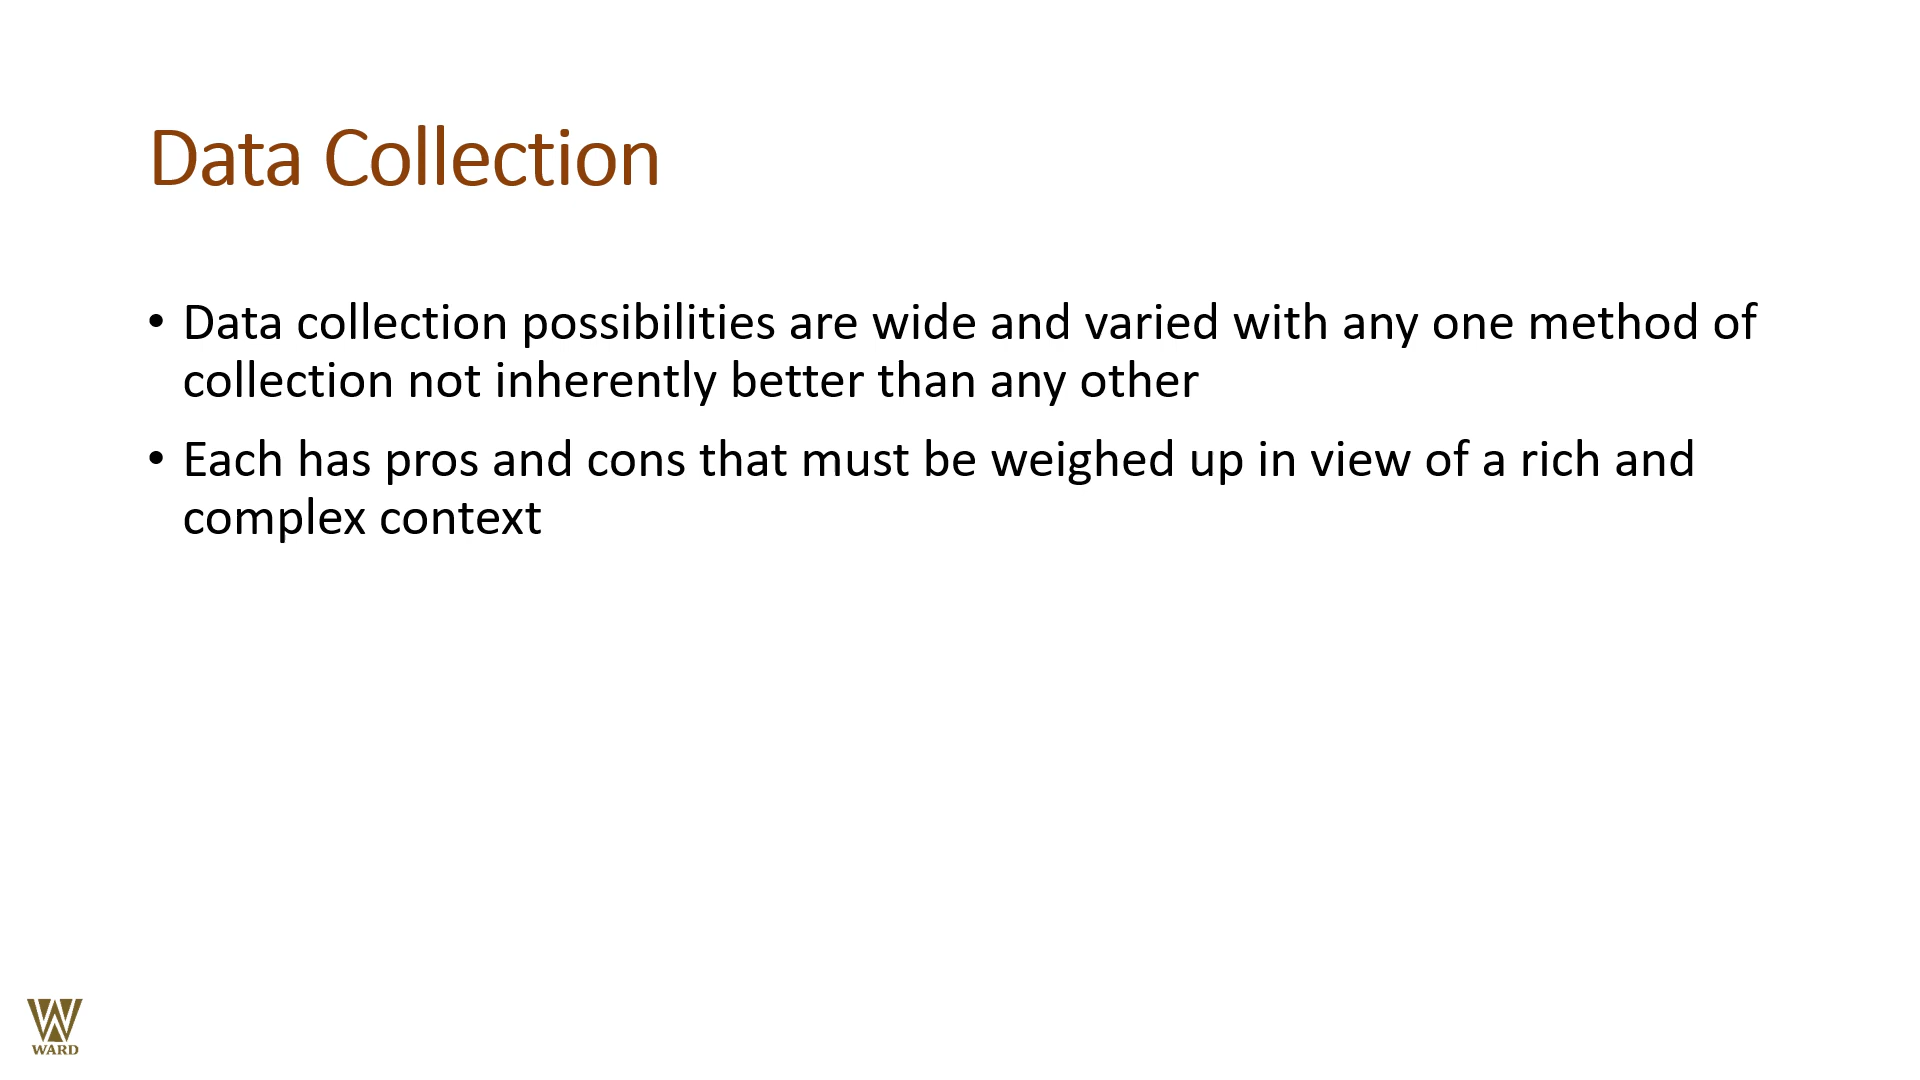 Data Collection
• Data collection possibilities are wide and varied with any one method of
collection not inherently better than any other
• Each has pros and cons that must be weighed up in view of a rich and
complex context
WARD